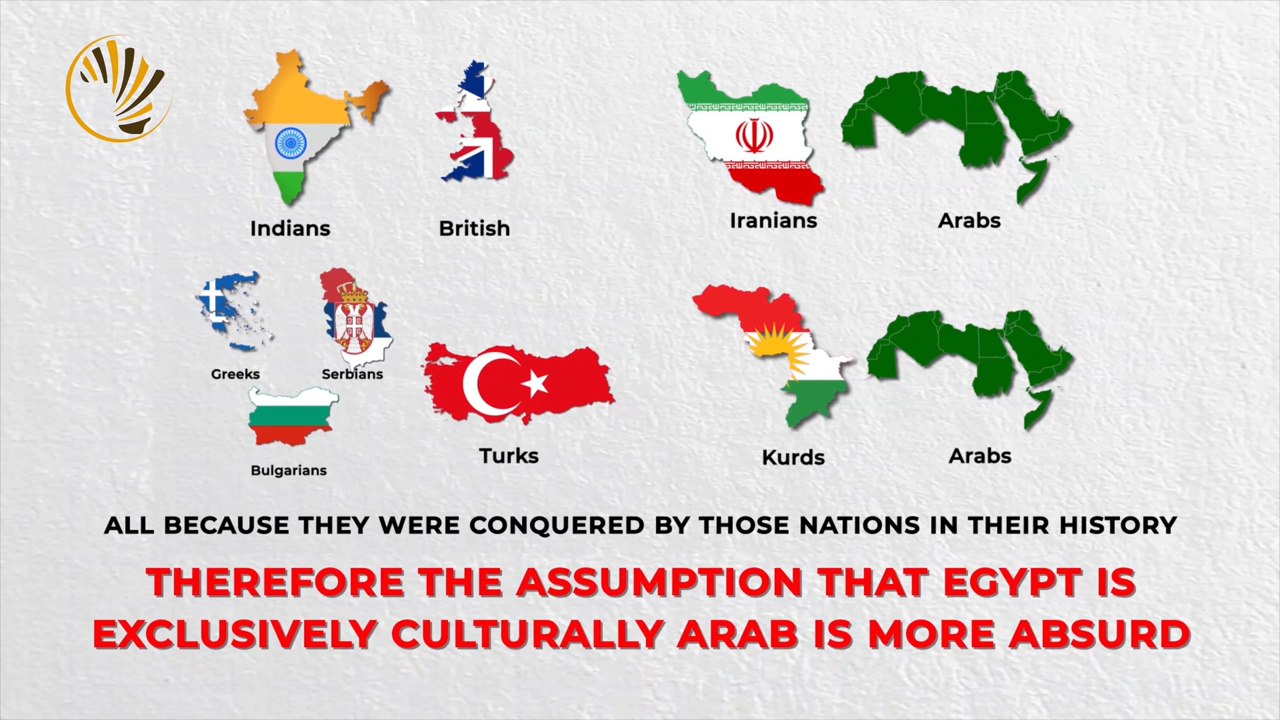 Indians
British
Iranians
Arabs
Greeks
Serbians
Bulgarians
Turks
Kurds
Arabs
ALL BECAUSE THEY WERE CONQUERED BY THOSE NATIONS IN THEIR HISTORY
THEREFORE THE ASSUMPTION THAT EGYPT IS
EXCLUSIVELY CULTURALLY ARAB IS MORE ABSURD